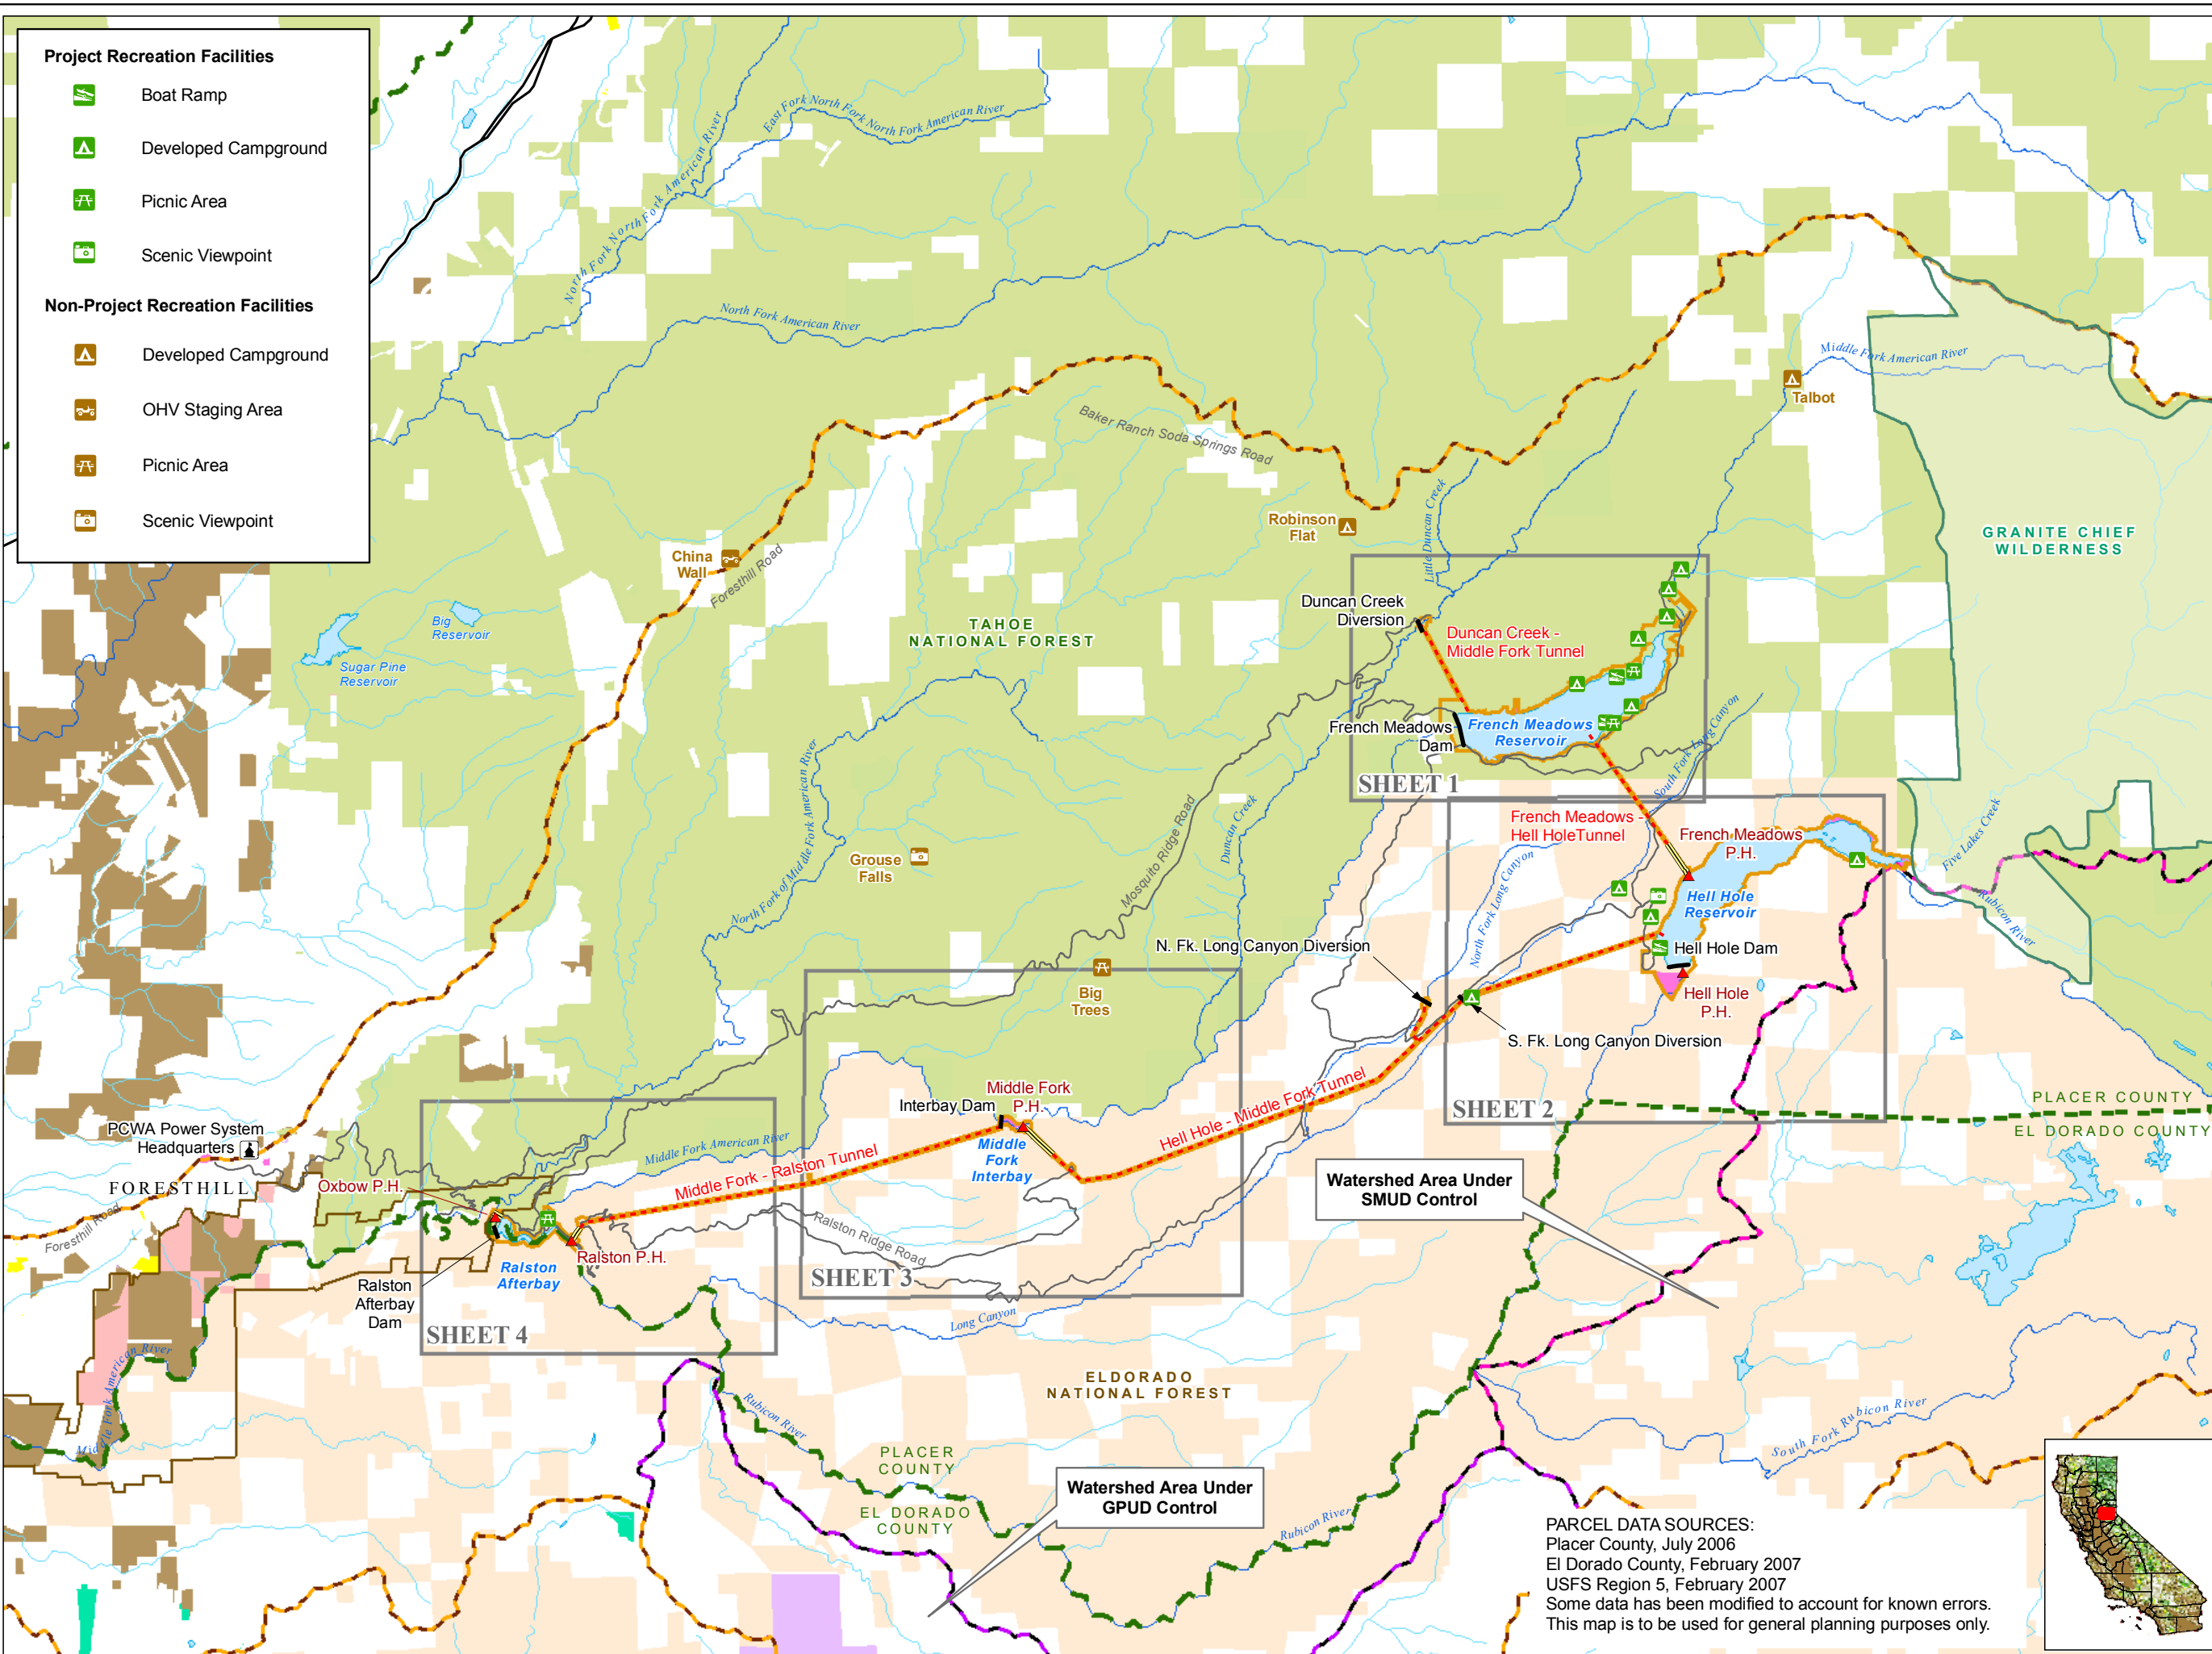 Project Recreation Facilities
Boat Ramp
Developed Campground
Picnic Area
Scenic Viewpoint
Non-Project Recreation Facilities
Developed Campground
OHV Staging Area
Picnic Area
Scenic Viewpoint
East Fork North Fork North Fork American River
North Fork North Fork American River
North Fork American River
Middle Fork American River
Talbot
Baker Ranch Soda Springs Road
Robinson
Flat
Little Duncan Creek
GRANITE CHIEF
WILDERNESS
China
Wall
Foresthill Road
Big
Reservoir
Sugar Pine
Reservoir
TAHOE
NATIONAL FOREST
Duncan Creek
Diversion
Duncan Creek -
Middle Fork Tunnel
French Meadows
Dam
French Meadows
Reservoir
SHEET 1
South Fork Long Canyon
North Fork of Middle Fork American River
Mosquito Ridge Road
Duncan Creek
Grouse
Falls
French Meadows -
Hell HoleTunnel
French Meadows
P.H.
North Fork Long Canyon
Hell Hole
Reservoir
Five Lakes Creek
Rubicon River
N. Fk. Long Canyon Diversion
Hell Hole Dam
Hell Hole
P.H.
Big
Trees
S. Fk. Long Canyon Diversion
SHEET 2
PLACER COUNTY
EL DORADO COUNTY
Middle Fork
P.H.
Interbay Dam
Middle
Fork
Interbay
Hell Hole - Middle Fork Tunnel
Middle Fork American River
Middle Fork - Ralston Tunnel
PCWA Power System
Headquarters
FORESTHILL
Oxbow P.H.
Foresthill Road
Ralston P.H.
Ralston
Afterbay
Ralston
Afterbay
Dam
SHEET 4
Ralston Ridge Road
SHEET 3
Long Canyon
Watershed Area Under
SMUD Control
Middle Fork American River
Middle Fork American River
ELDORADO
NATIONAL FOREST
Rubicon River
PLACER
COUNTY
EL DORADO
COUNTY
Watershed Area Under
GPUD Control
Rubicon River
South Fork Rubicon River
PARCEL DATA SOURCES:
Placer County, July 2006
El Dorado County, February 2007
USFS Region 5, February 2007
Some data has been modified to account for known errors.
This map is to be used for general planning purposes only.